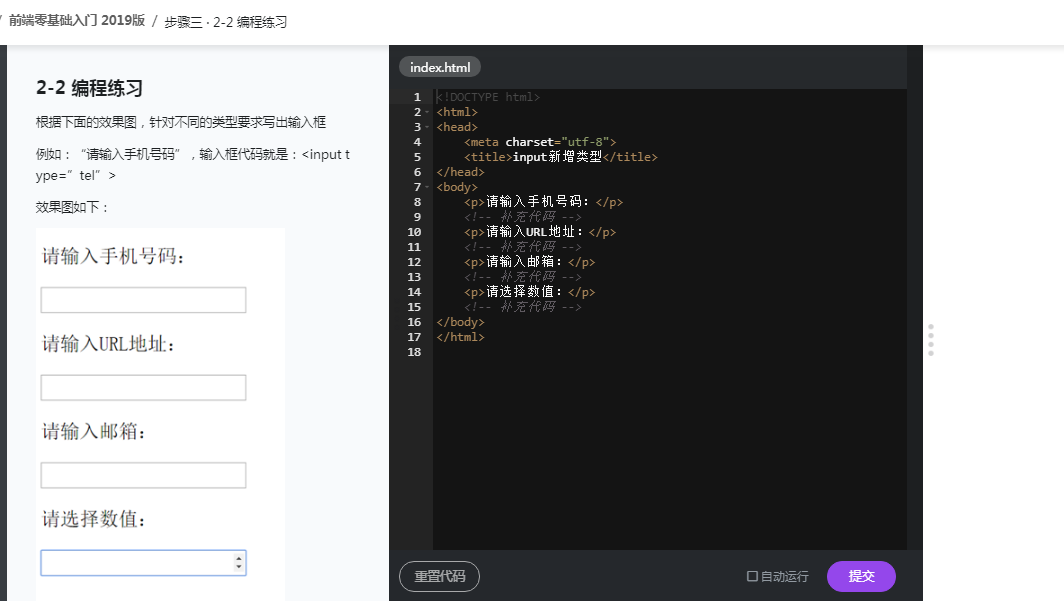 / 前端零基础入门 2019版 / 步骤三 · 2-2 编程练习
2-2 编程练习
根据下面的效果图，针对不同的类型要求写出输入框
例如：“请输入手机号码”，输入框代码就是：<input t
ype=”tel”>
效果图如下：
请输入手机号码：
请输入URL地址：
请输入邮箱：
请选择数值：
index.html
1 <!DOCTYPE html>
2 <html>
3 <head>
4 <meta charset="utf-8">
5 <title>input新增类型</title>
6 </head>
7 <body>
8 <p>请输入手机号码：</p>
9 <!-- 补充代码 -->
10 <p>请输入URL地址：</p>
11 <!-- 补充代码 -->
12 <p>请输入邮箱：</p>
13 <!-- 补充代码 -->
14 <p>请选择数值：</p>
15 <!-- 补充代码 -->
16 </body>
17 </html>
18
重置代码
自动运行
提交